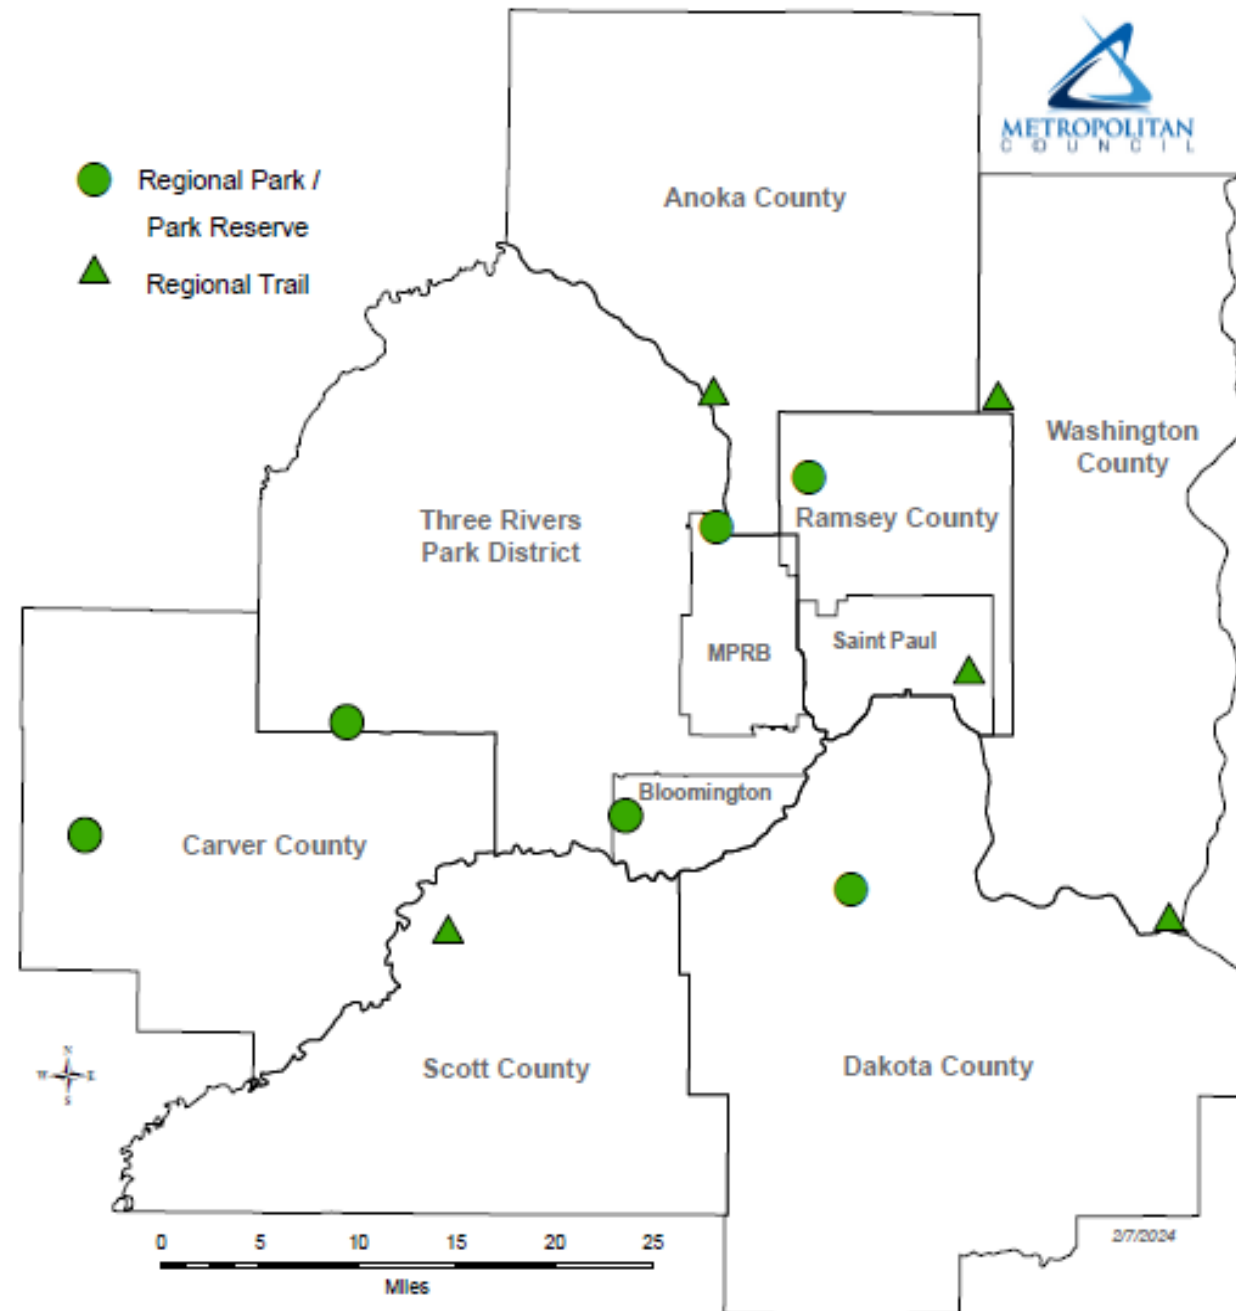 METROPOLITAN
COUNCIL
Regional Park /
Park Reserve
Regional Trail
Anoka County
Washington
County
Three Rivers
Park District
Ramsey County
MPRB
Saint Paul
Bloomington
Carver County
Scott County
Dakota County
N
W E
S
0 5 10 15 20 25
Miles
2/7/2024